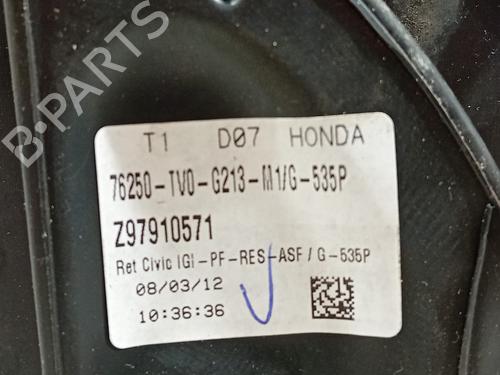 B-PARTS
T1 D07 HONDA
76250-TV0-G213-M1/G-535P
Z97910571
Ret Civic IGI-PF-RES-ASF / G-535P
08/03/12
10:36:36